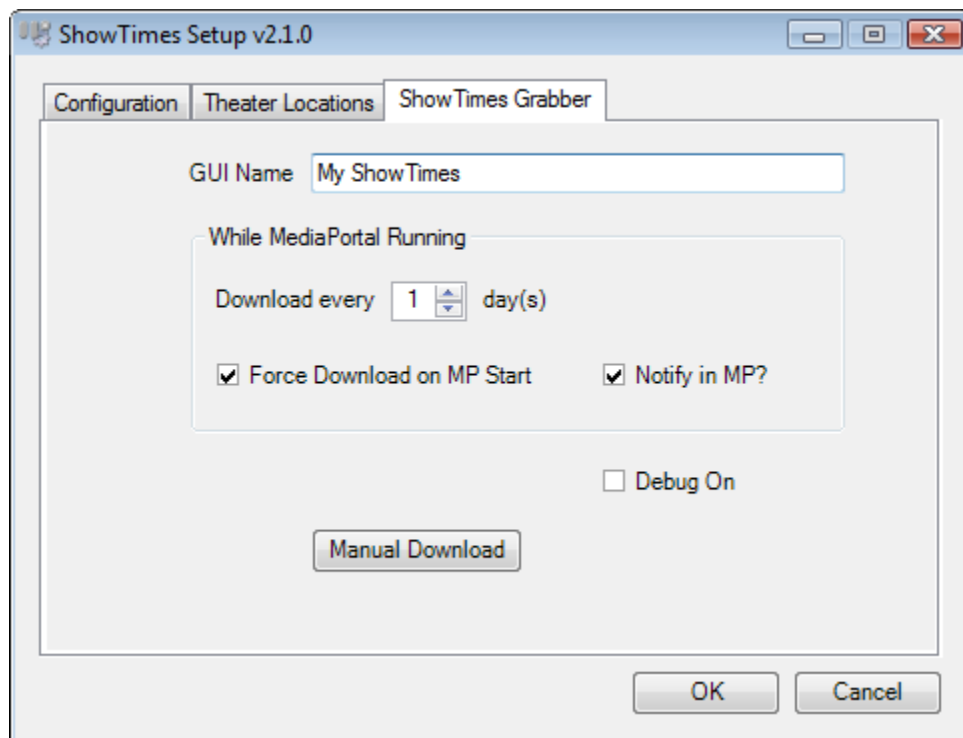 ShowTimes Setup v2.1.0
Configuration Theater Locations ShowTimes Grabber
GUI Name My ShowTimes
While MediaPortal Running
Download every 1 day(s)
Force Download on MP Start Notify in MP?
Debug On
Manual Download
OK Cancel